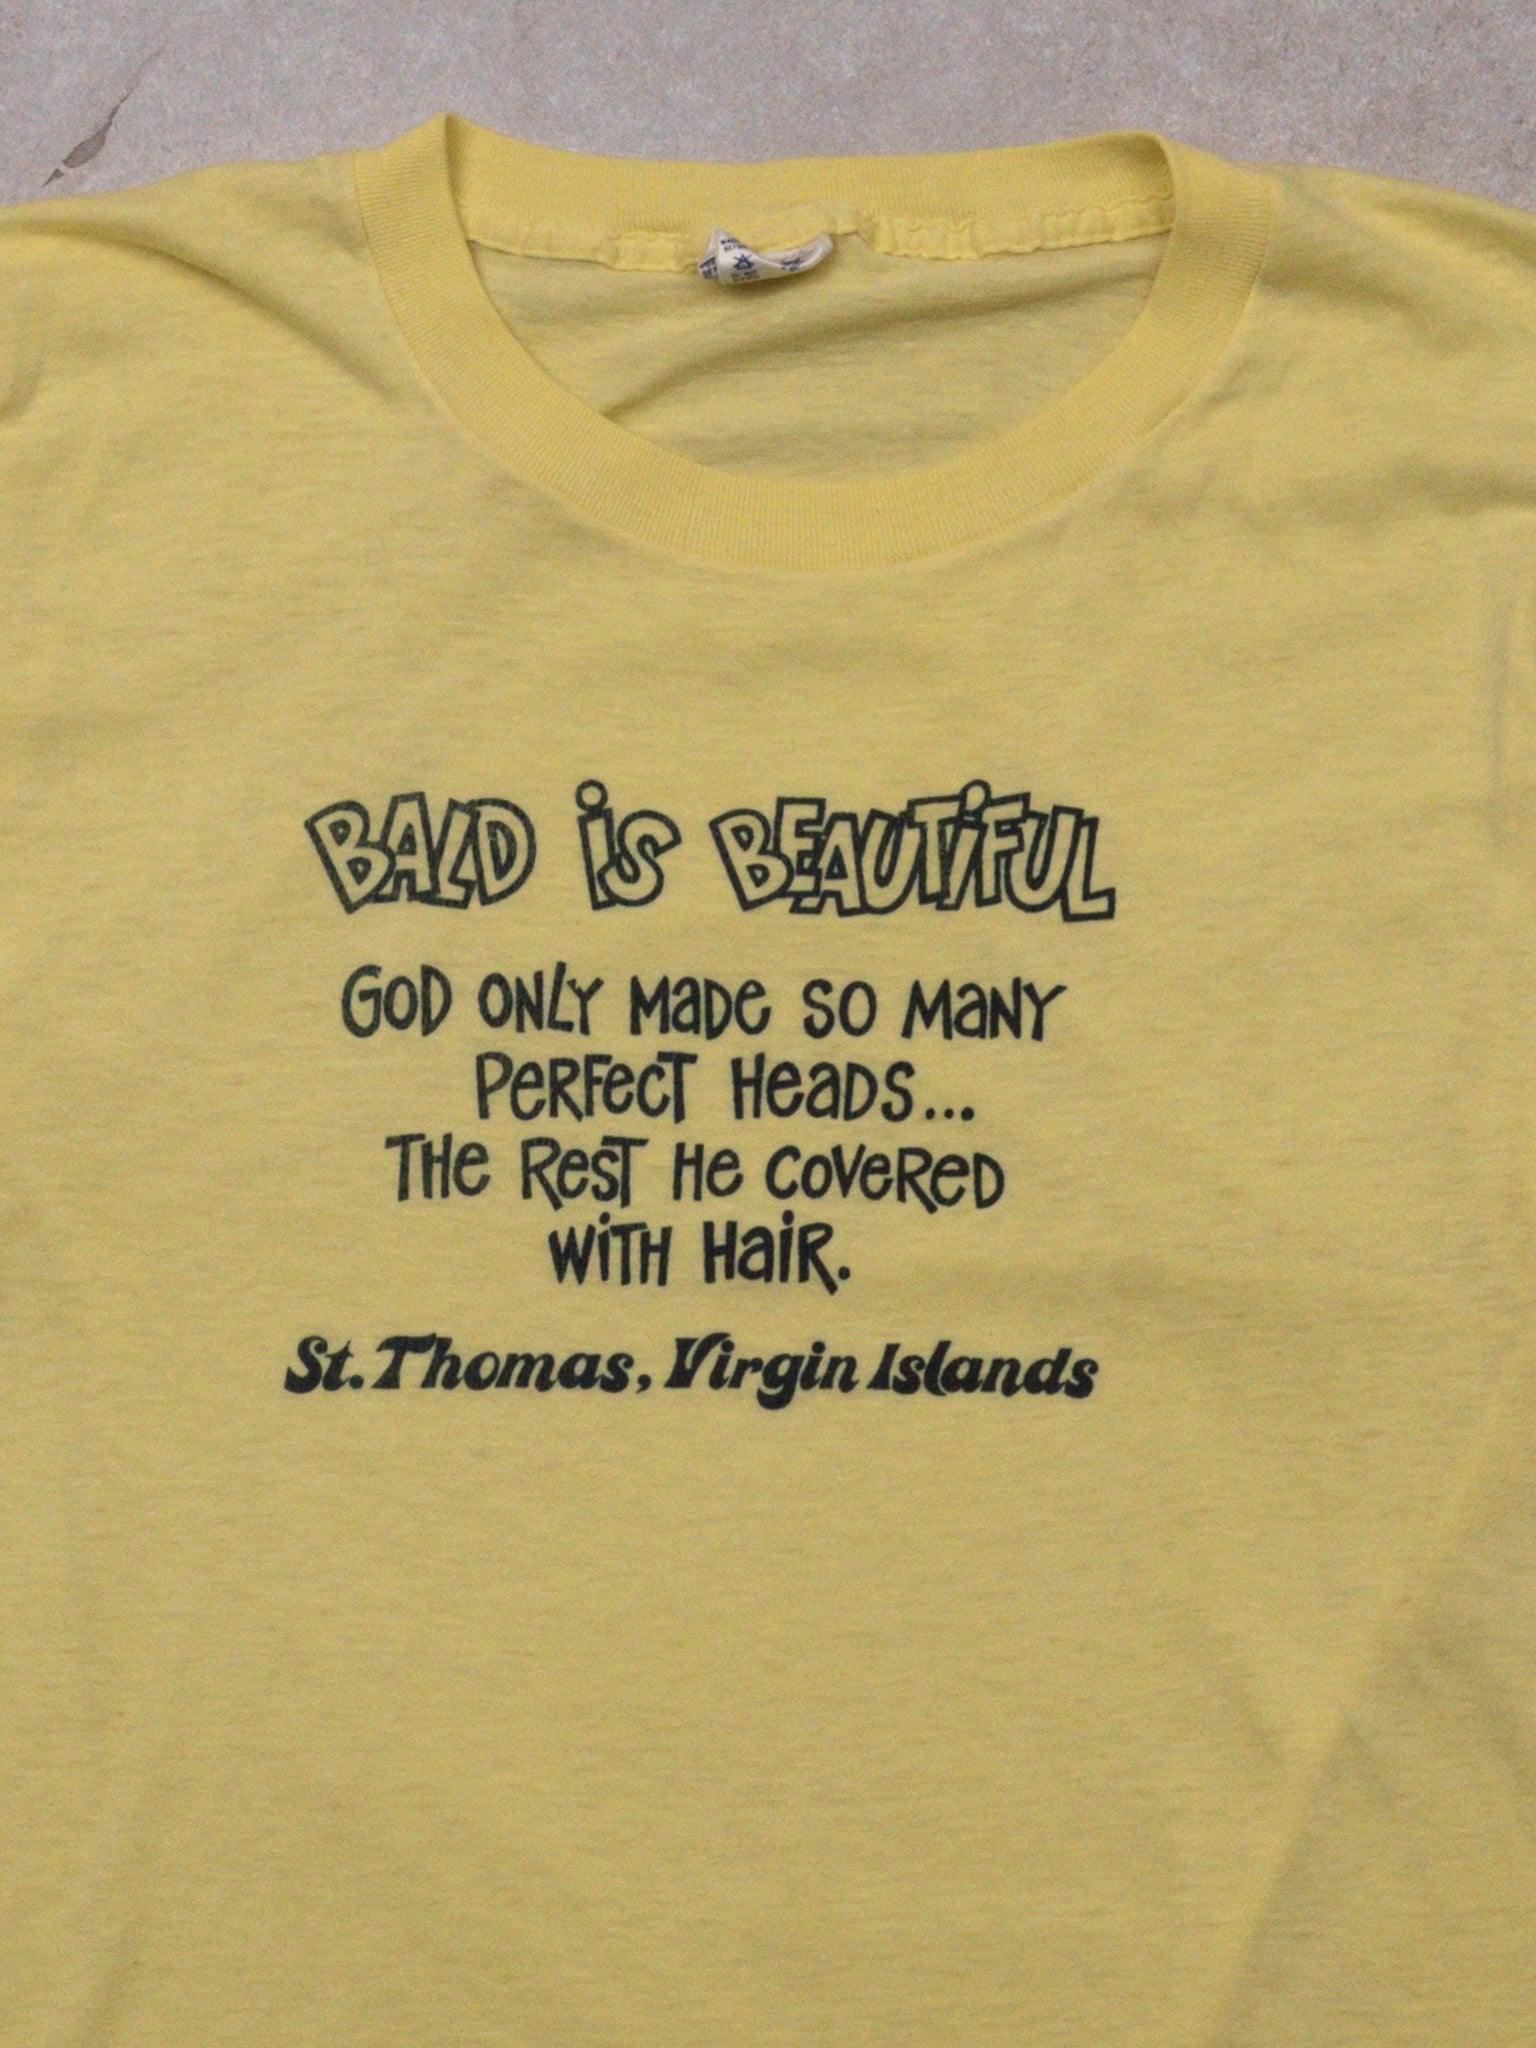 BALD iS BEAUTiFUL
GOD ONLY MaDe SO MaNY
PeRFecT HeaDS...
THe ResT He coveReD
WiTH HaiR.
St. Thomas, Virgin Islands